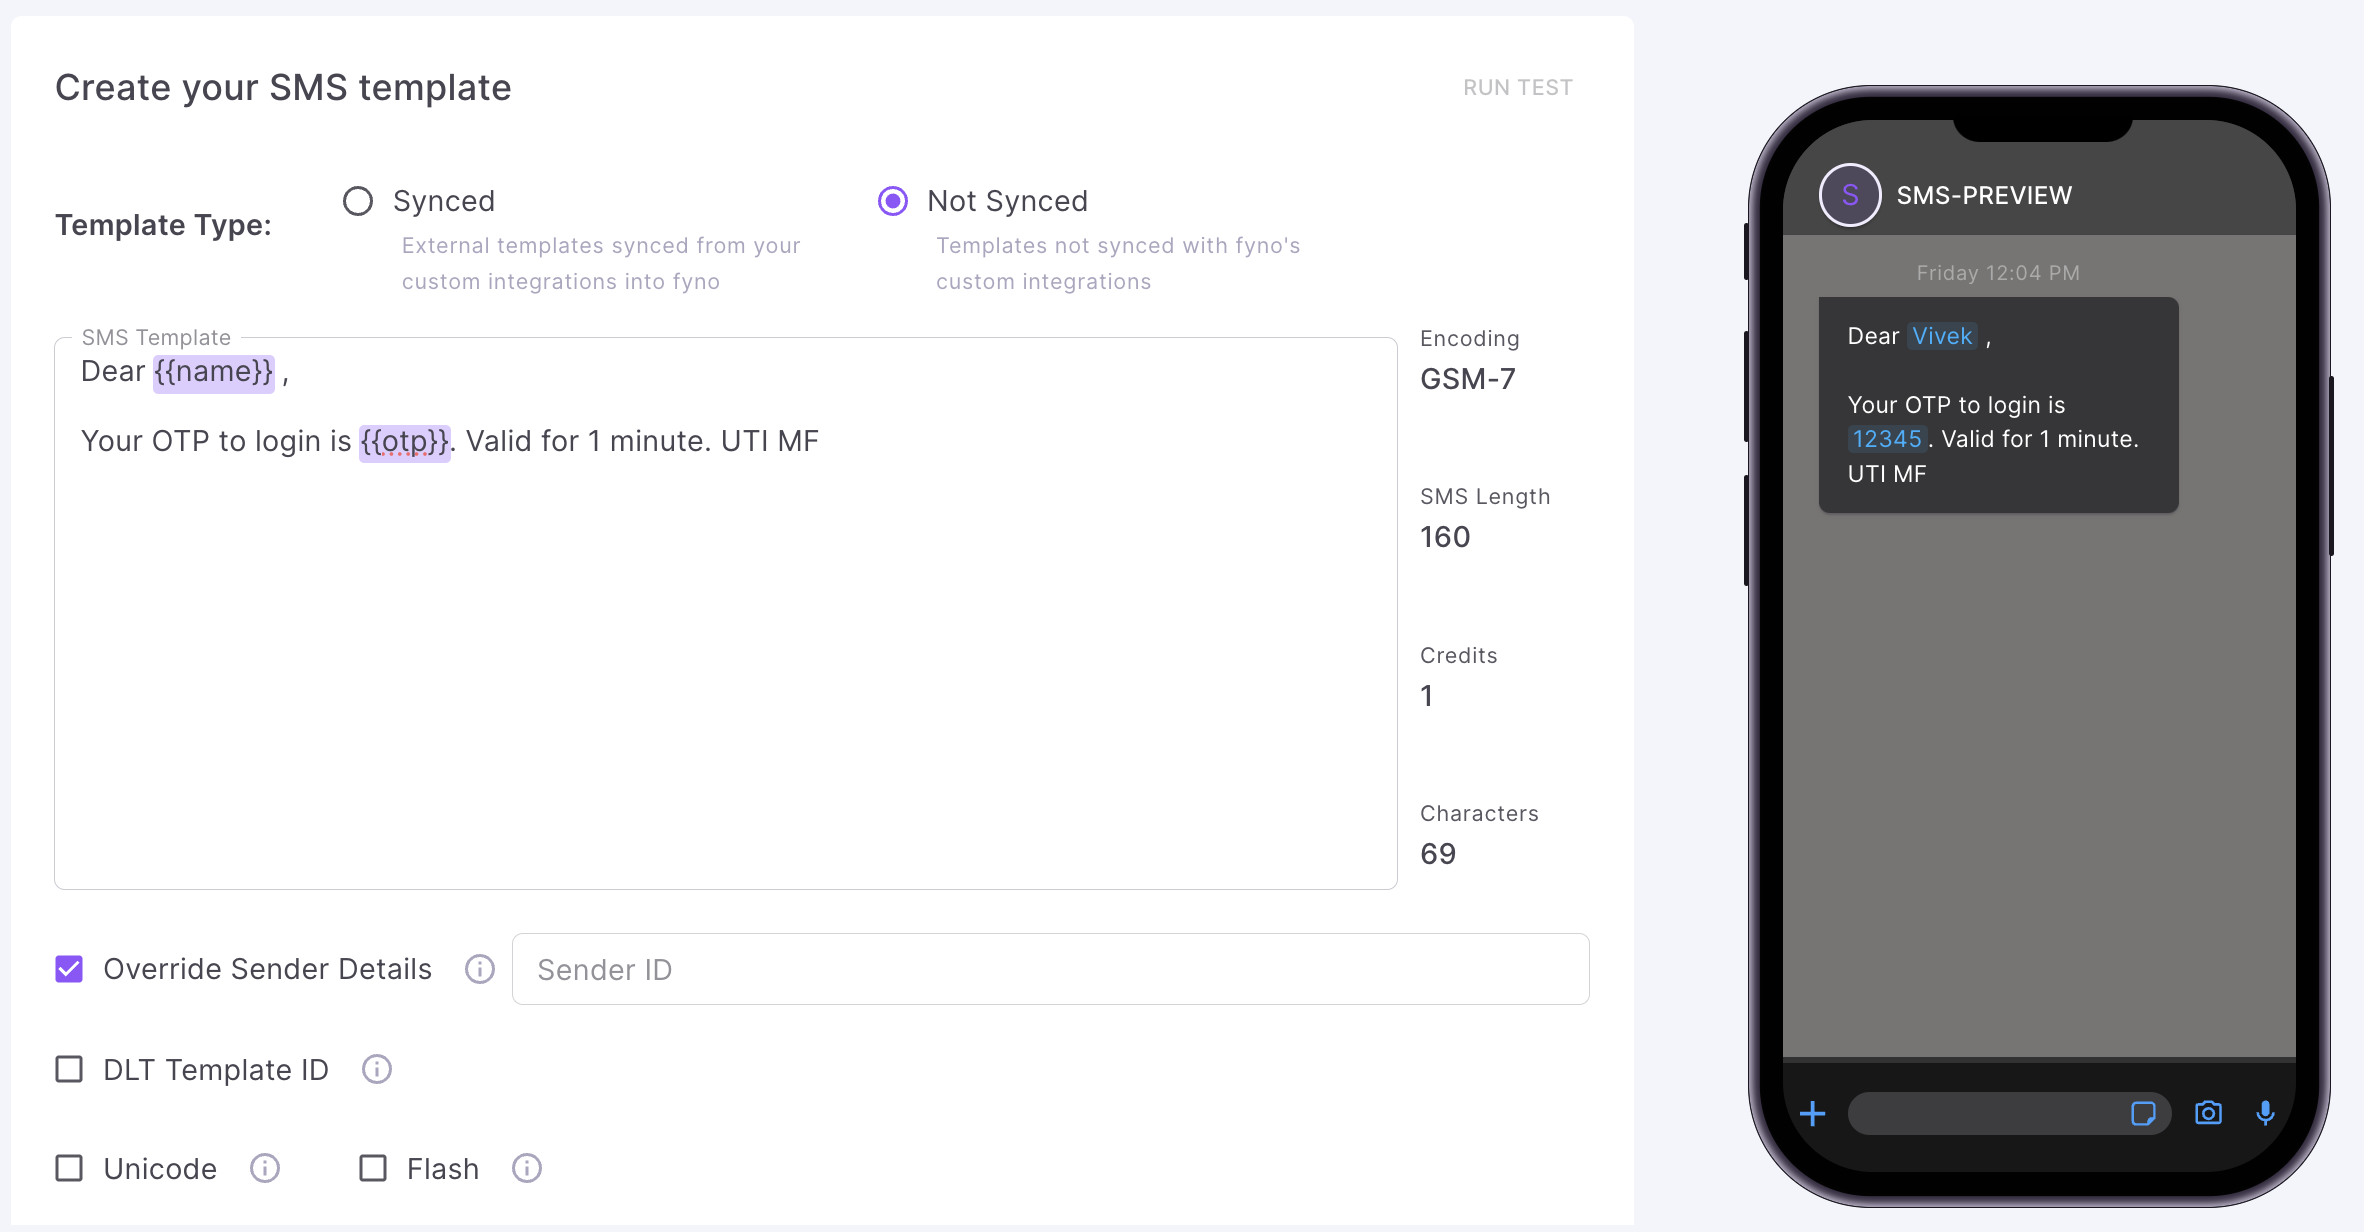 Create your SMS template
RUN TEST
Template Type:
Synced
External templates synced from your
custom integrations into fyno
Not Synced
Templates not synced with fyno's
custom integrations
SMS Template
Dear {{name}} ,
Your OTP to login is {{otp}}. Valid for 1 minute. UTI MF
Encoding
GSM-7
SMS Length
160
Credits
1
Characters
69
Override Sender Details
Sender ID
DLT Template ID
Unicode
Flash
S
SMS-PREVIEW
Friday 12:04 PM
Dear Vivek ,
Your OTP to login is
12345. Valid for 1 minute.
UTI MF